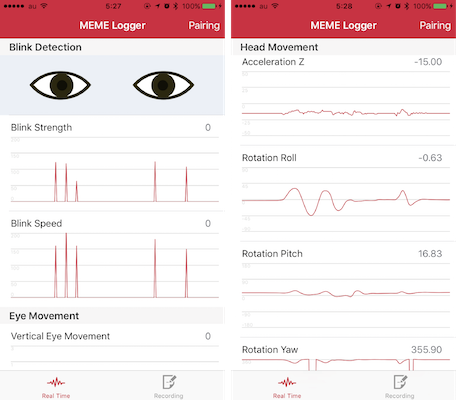 au 5:27 100%
MEME Logger Pairing
Blink Detection
Blink Strength 0
Blink Speed 0
Eye Movement
Vertical Eye Movement 0
Real Time Recording
au 5:28 100%
MEME Logger Pairing
Head Movement
Acceleration Z -15.00
Rotation Roll -0.63
Rotation Pitch 16.83
Rotation Yaw 355.90
Real Time Recording